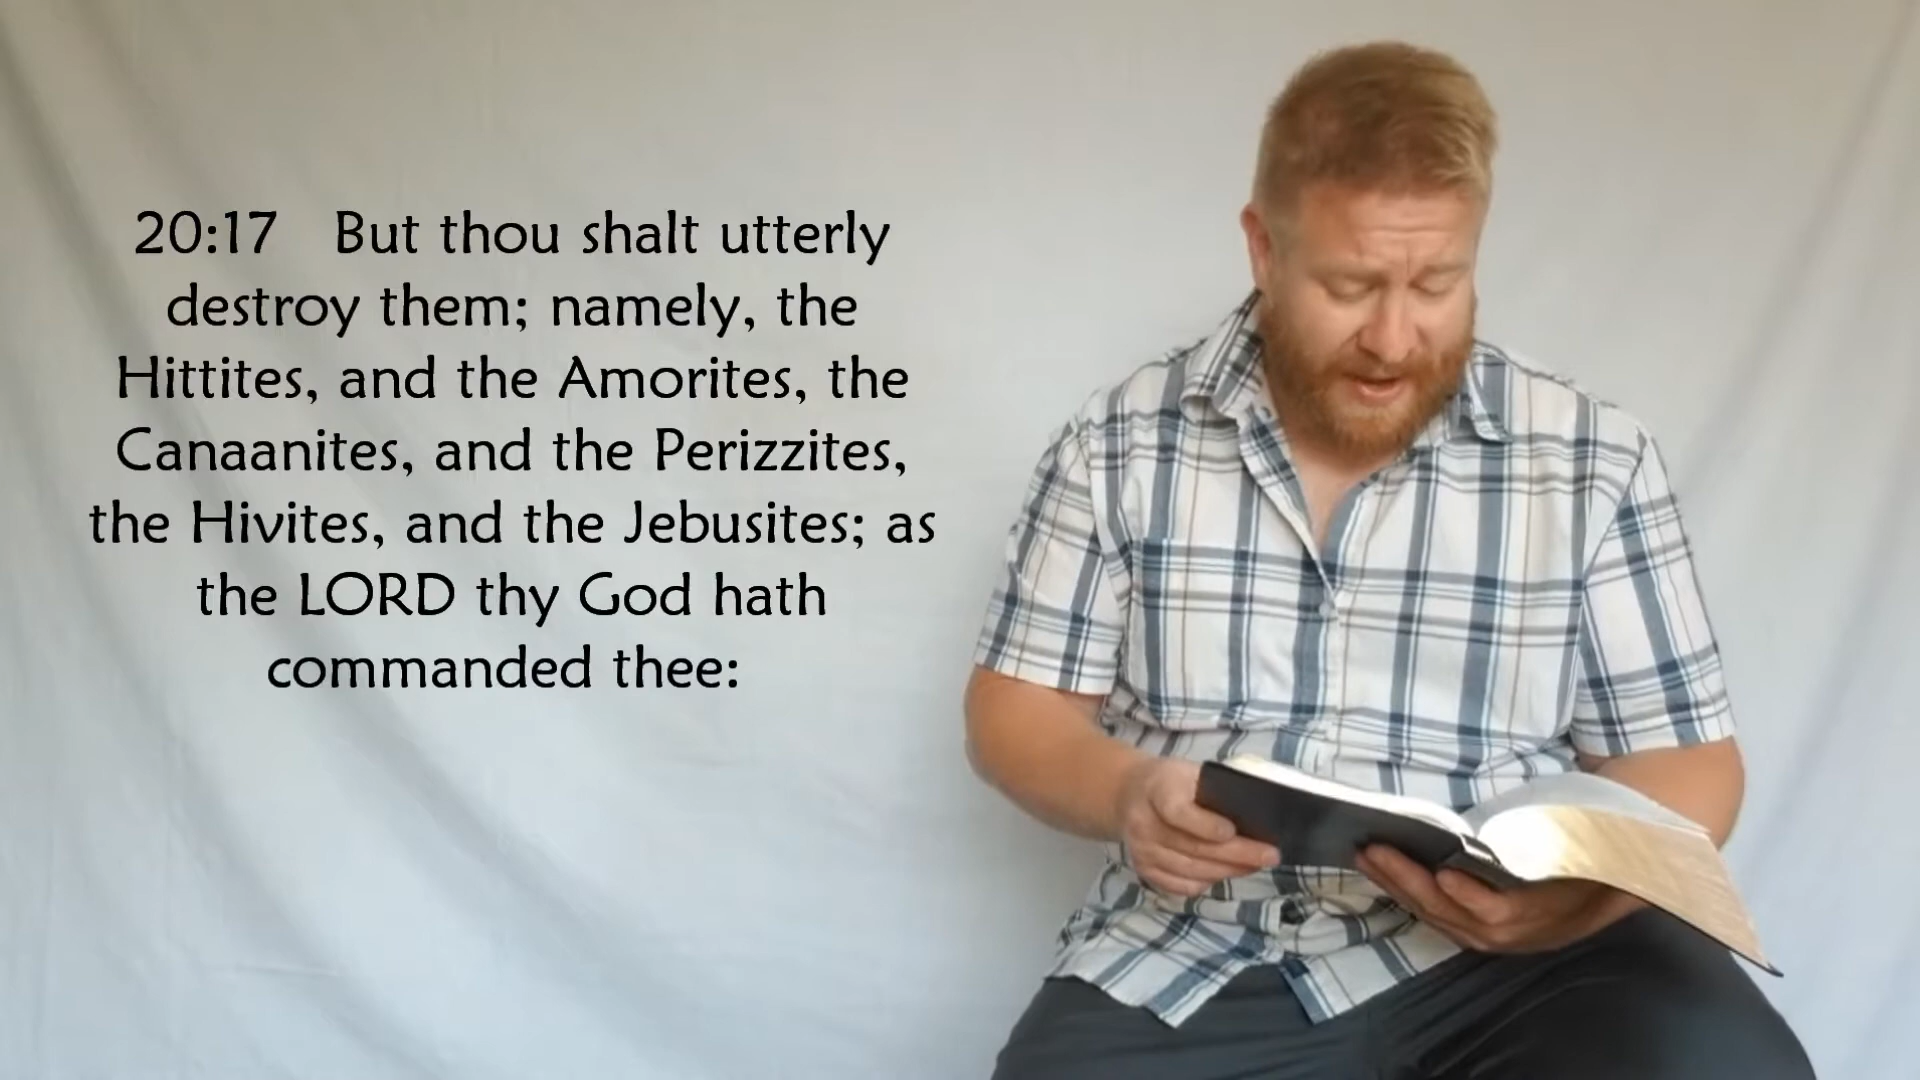 20:17 But thou shalt utterly
destroy them; namely, the
Hittites, and the Amorites, the
Canaanites, and the Perizzites,
the Hivites, and the Jebusites; as
the LORD thy God hath
commanded thee: